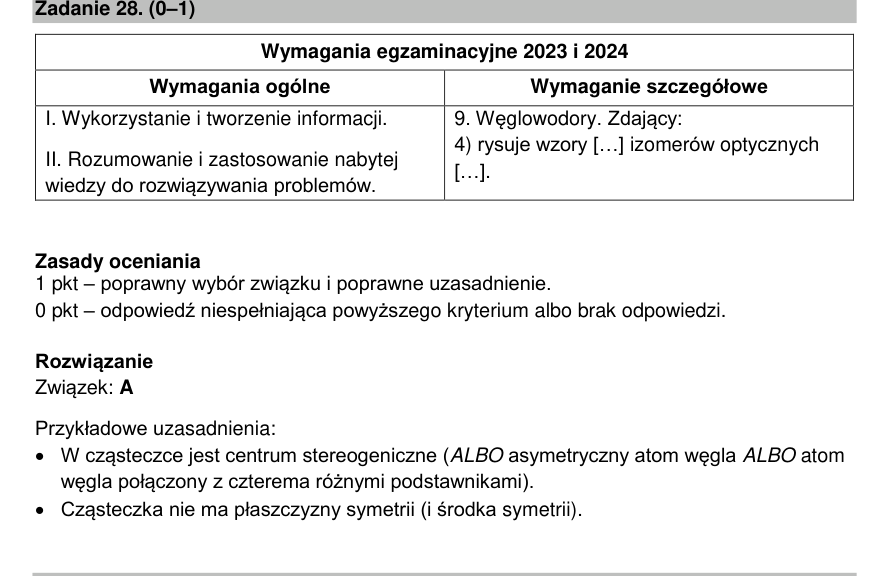 Zadanie 28. (0–1)
Wymagania egzaminacyjne 2023 i 2024
Wymagania ogólne
Wymaganie szczegółowe
I. Wykorzystanie i tworzenie informacji.
II. Rozumowanie i zastosowanie nabytej
wiedzy do rozwiązywania problemów.
9. Węglowodory. Zdający:
4) rysuje wzory […] izomerów optycznych
[…].
Zasady oceniania
1 pkt – poprawny wybór związku i poprawne uzasadnienie.
0 pkt – odpowiedź niespełniająca powyższego kryterium albo brak odpowiedzi.
Rozwiązanie
Związek: A
Przykładowe uzasadnienia:
• W cząsteczce jest centrum stereogeniczne (ALBO asymetryczny atom węgla ALBO atom
węgla połączony z czterema różnymi podstawnikami).
• Cząsteczka nie ma płaszczyzny symetrii (i środka symetrii).